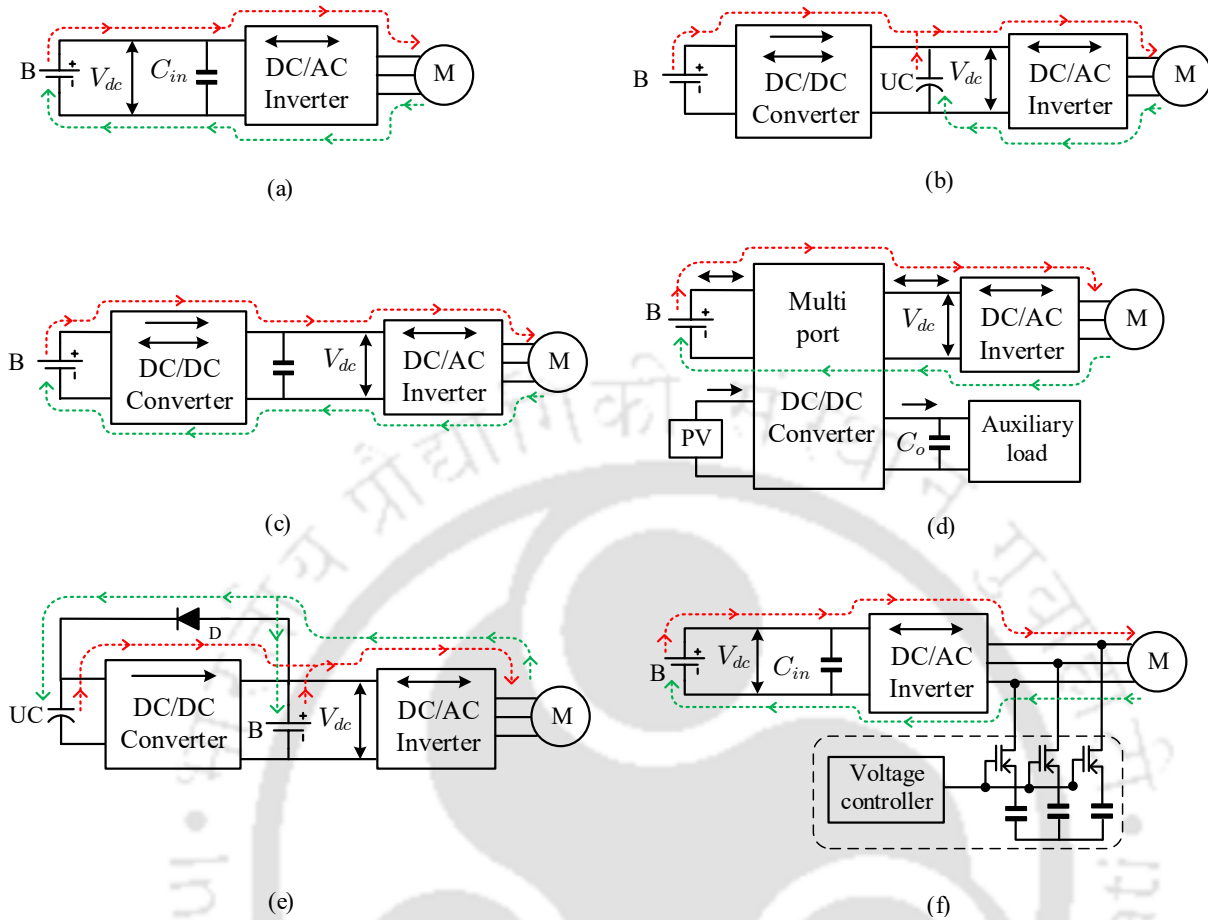 B
+
-
V_dc
C_in
DC/AC
Inverter
M
(a)
B
+
-
DC/DC
Converter
UC
V_dc
DC/AC
Inverter
M
(b)
B
+
-
DC/DC
Converter
V_dc
DC/AC
Inverter
M
(c)
B
+
-
Multi
port
DC/DC
Converter
PV
V_dc
DC/AC
Inverter
M
C_o
Auxiliary
load
(d)
D
UC
DC/DC
Converter
B
+
-
V_dc
DC/AC
Inverter
M
(e)
B
+
-
V_dc
C_in
DC/AC
Inverter
M
Voltage
controller
(f)